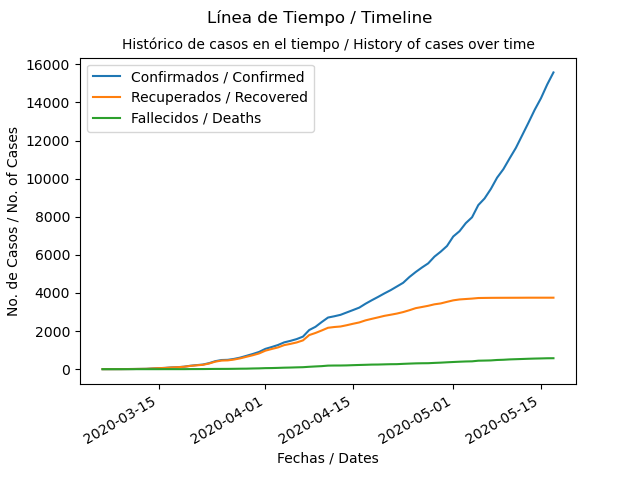 Línea de Tiempo / Timeline
Histórico de casos en el tiempo / History of cases over time
No. de Casos / No. of Cases
16000
14000
12000
10000
8000
6000
4000
2000
0
Confirmados / Confirmed
Recuperados / Recovered
Fallecidos / Deaths
2020-03-15
2020-04-01
2020-04-15
2020-05-01
2020-05-15
Fechas / Dates